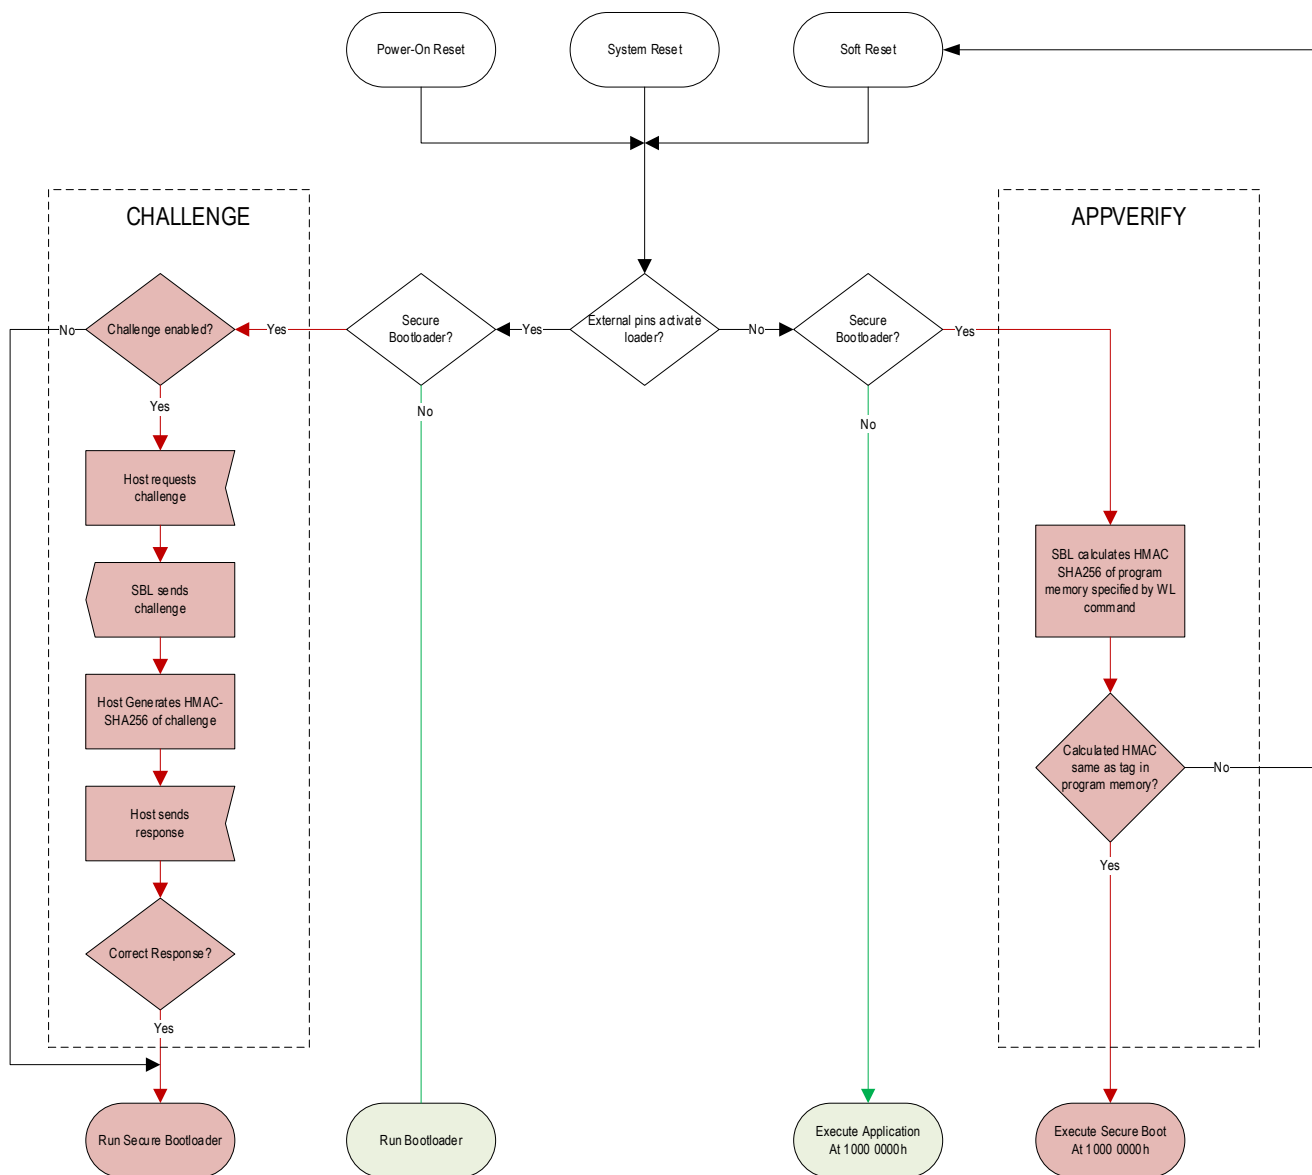 Power-On Reset
System Reset
Soft Reset
CHALLENGE
APPVERIFY
Challenge enabled?
No
Yes
Secure
Bootloader?
Yes
External pins activate
loader?
No
Secure
Bootloader?
Yes
Yes
No
No
Host requests
challenge
SBL sends
challenge
SBL calculates HMAC
SHA256 of program
memory specified by WL
command
Host Generates HMAC-
SHA256 of challenge
Calculated HMAC
same as tag in
program memory?
No
Host sends
response
Yes
Correct Response?
Yes
Run Secure Bootloader
Run Bootloader
Execute Application
At 1000 0000h
Execute Secure Boot
At 1000 0000h